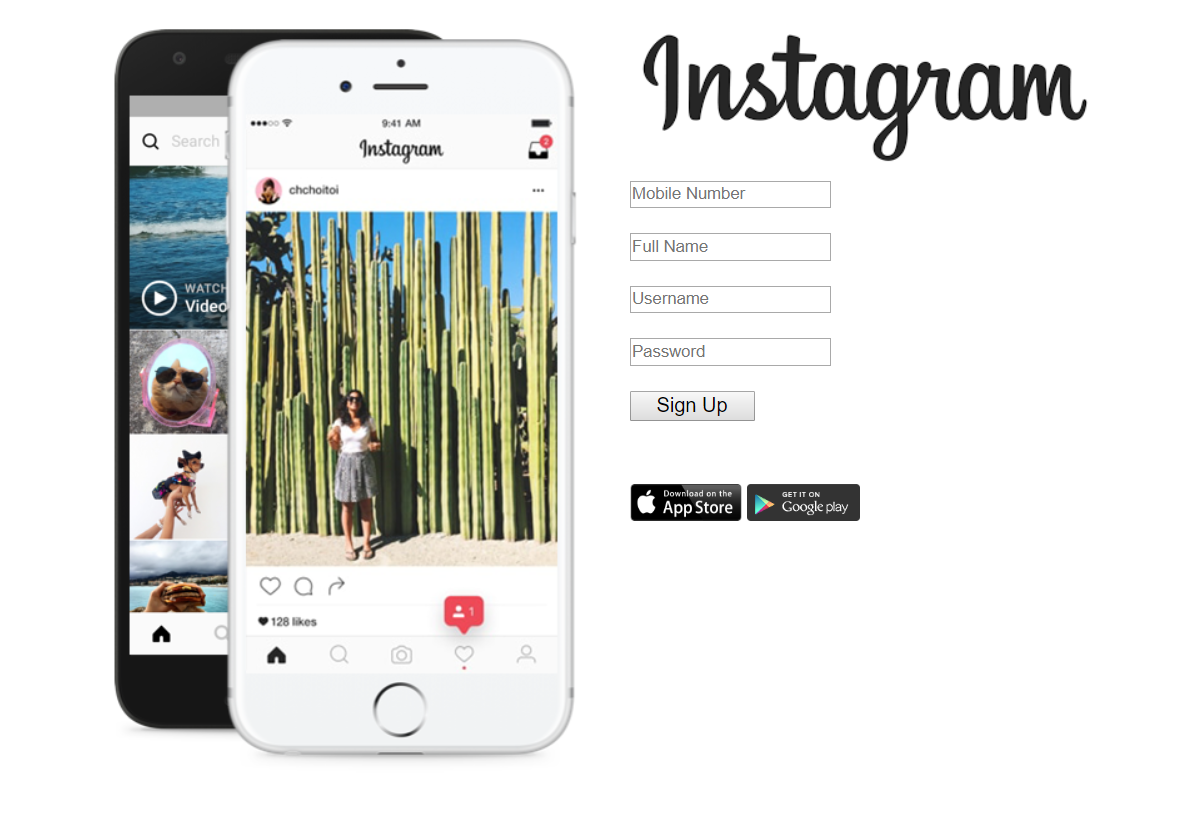 Search
WATCH
Video
9:41 AM
Instagram
2
chchoitoi
128 likes
1
Instagram
Mobile Number
Full Name
Username
Password
Sign Up
Download on the
App Store
GET IT ON
Google play